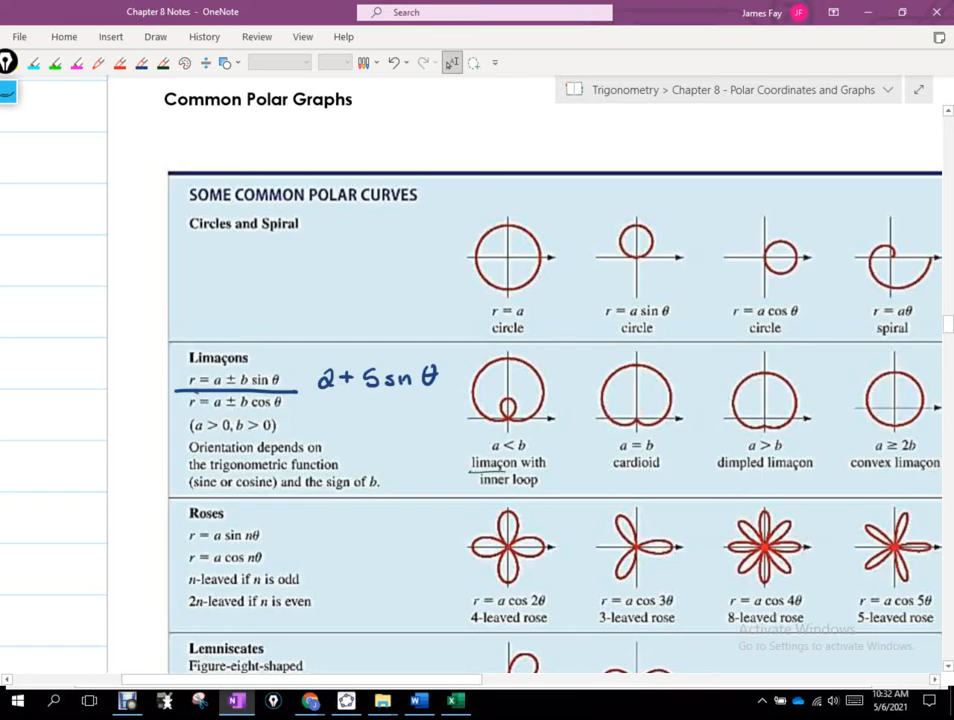 Chapter 8 Notes - OneNote
Search
James Fay
JF
File Home Insert Draw History Review View Help
Common Polar Graphs
Trigonometry > Chapter 8 - Polar Coordinates and Graphs
SOME COMMON POLAR CURVES
Circles and Spiral
r = a
circle
r = a sin θ
circle
r = a cos θ
circle
r = aθ
spiral
Limaçons
r = a ± b sin θ
2 + 5 sn θ
r = a ± b cos θ
(a > 0, b > 0)
Orientation depends on
the trigonometric function
(sine or cosine) and the sign of b.
a < b
limaçon with
inner loop
a = b
cardioid
a > b
dimpled limaçon
a ≥ 2b
convex limaçon
Roses
r = a sin nθ
r = a cos nθ
n-leaved if n is odd
2n-leaved if n is even
r = a cos 2θ
4-leaved rose
r = a cos 3θ
3-leaved rose
r = a cos 4θ
8-leaved rose
r = a cos 5θ
5-leaved rose
Activate Windows
Go to Settings to activate Windows.
Lemniscates
Figure-eight-shaped
10:32 AM
5/6/2021